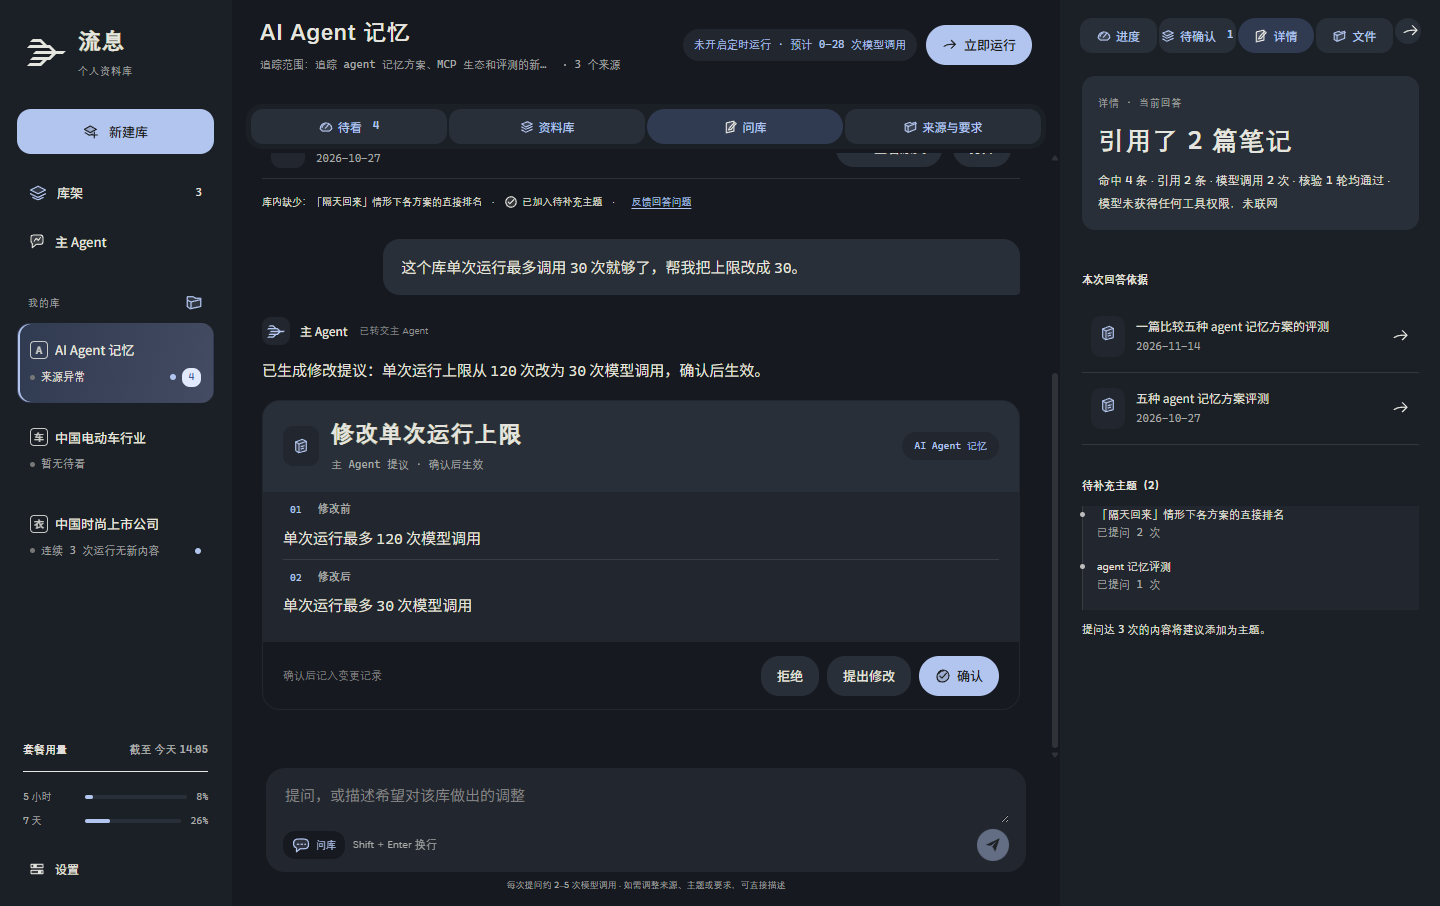 流息
个人资料库
新建库
库架 3
主 Agent
我的库
A AI Agent 记忆
来源异常 4
车 中国电动车行业
暂无待看
衣 中国时尚上市公司
连续 3 次运行无新内容
套餐用量 截至 今天 14:05
5 小时 8%
7 天 26%
设置
AI Agent 记忆
追踪范围：追踪 agent 记忆方案、MCP 生态和评测的新… · 3 个来源
未开启定时运行 · 预计 0–28 次模型调用
立即运行
待看 4
资料库
问库
来源与要求
2026-10-27
库内缺少：「隔天回来」情形下各方案的直接排名 · 已加入待补充主题 · 反馈回答问题
这个库单次运行最多调用 30 次就够了，帮我把上限改成 30。
主 Agent 已转交主 Agent
已生成修改提议：单次运行上限从 120 次改为 30 次模型调用，确认后生效。
修改单次运行上限
主 Agent 提议 · 确认后生效
AI Agent 记忆
01 修改前
单次运行最多 120 次模型调用
02 修改后
单次运行最多 30 次模型调用
确认后记入变更记录
拒绝
提出修改
确认
提问，或描述希望对该库做出的调整
问库 Shift + Enter 换行
每次提问约 2–5 次模型调用 · 如需调整来源、主题或要求，可直接描述
进度
待确认 1
详情
文件
详情 · 当前回答
引用了 2 篇笔记
命中 4 条 · 引用 2 条 · 模型调用 2 次 · 核验 1 轮均通过 ·
模型未获得任何工具权限，未联网
本次回答依据
一篇比较五种 agent 记忆方案的评测
2026-11-14
五种 agent 记忆方案评测
2026-10-27
待补充主题（2）
「隔天回来」情形下各方案的直接排名
已提问 2 次
agent 记忆评测
已提问 1 次
提问达 3 次的内容将建议添加为主题。